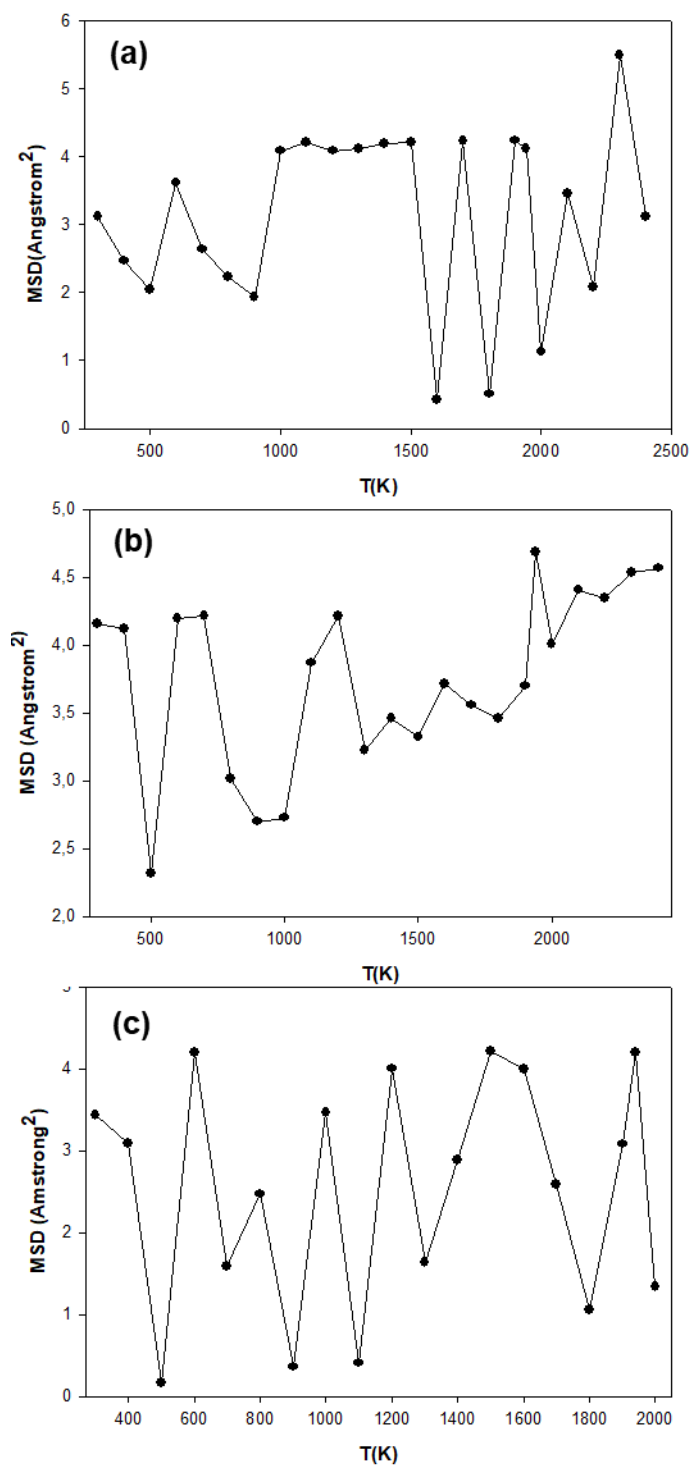 (a)
6
5
4
3
2
1
0
MSD(Angstrom²)
500 1000 1500 2000 2500
T(K)
(b)
5,0
4,5
4,0
3,5
3,0
2,5
2,0
MSD (Angstrom²)
500 1000 1500 2000
T(K)
(c)
5
4
3
2
1
0
MSD (Amstrong²)
400 600 800 1000 1200 1400 1600 1800 2000
T(K)